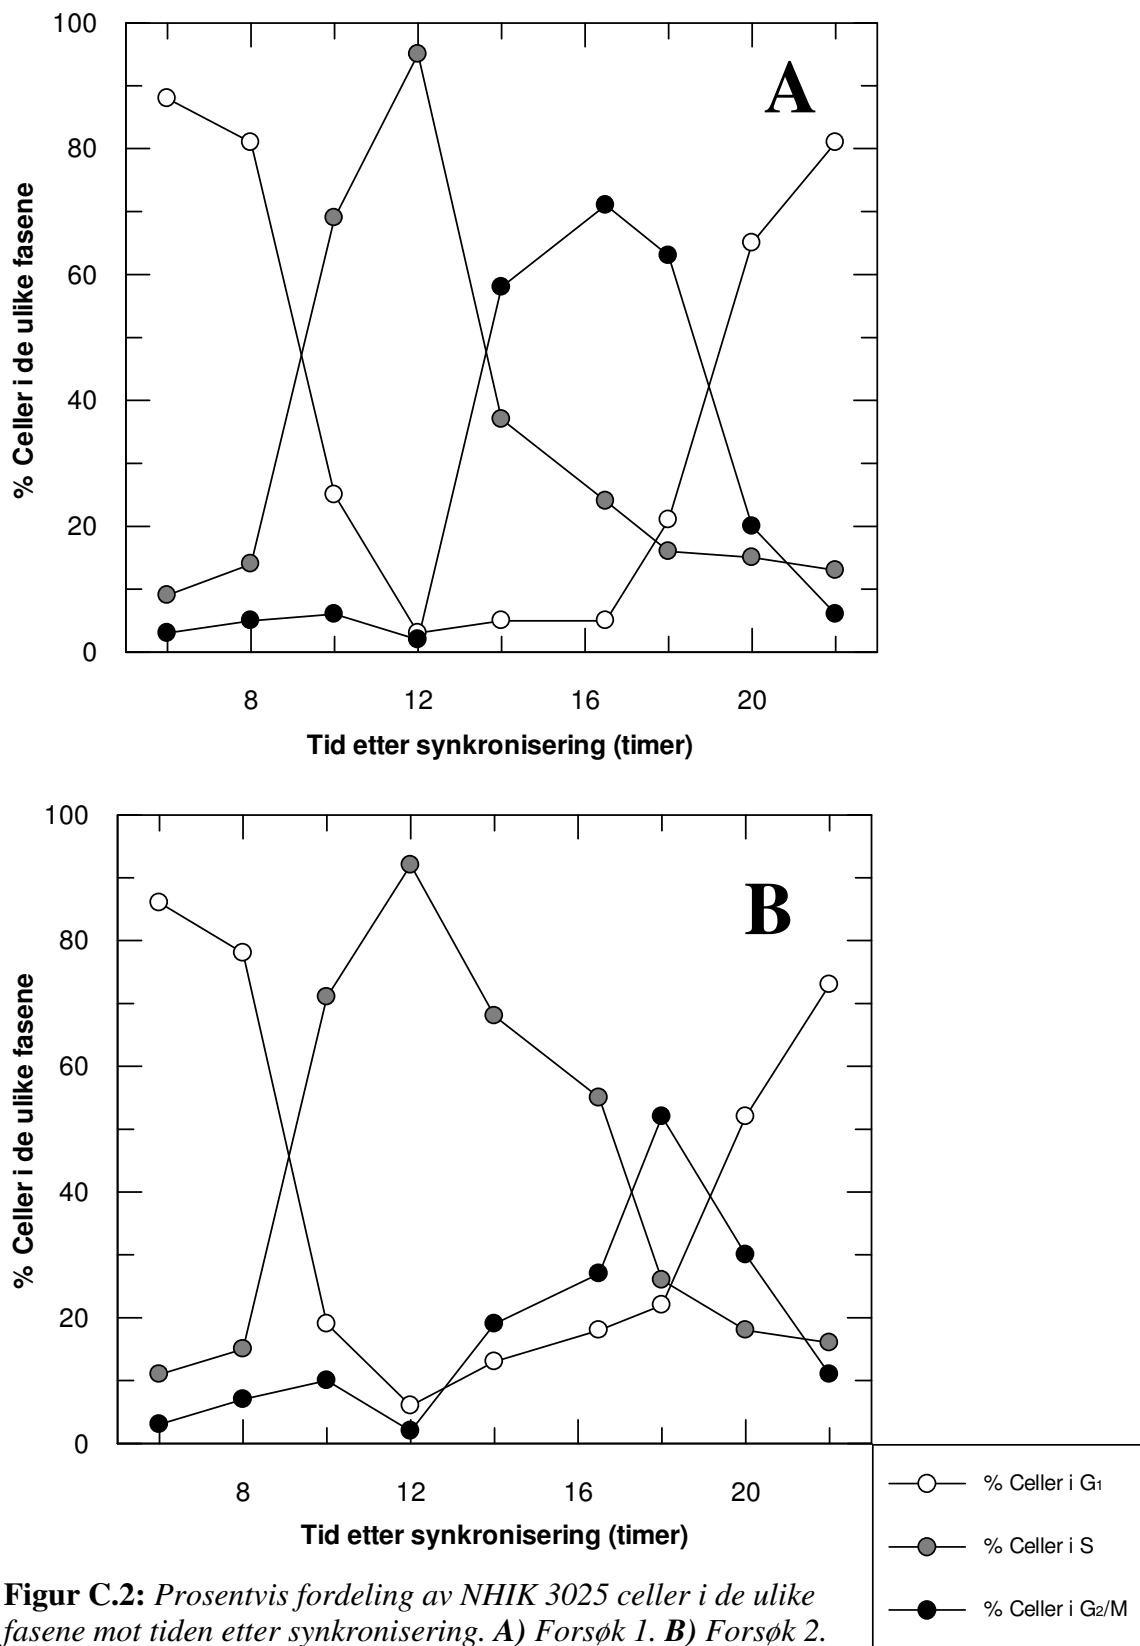 100
A
80
60
40
20
0
% Celler i de ulike fasene
8 12 16 20
Tid etter synkronisering (timer)
100
B
80
60
40
20
0
% Celler i de ulike fasene
8 12 16 20
Tid etter synkronisering (timer)
% Celler i G1
% Celler i S
% Celler i G2/M
Figur C.2: Prosentvis fordeling av NHIK 3025 celler i de ulike
fasene mot tiden etter synkronisering. A) Forsøk 1. B) Forsøk 2.